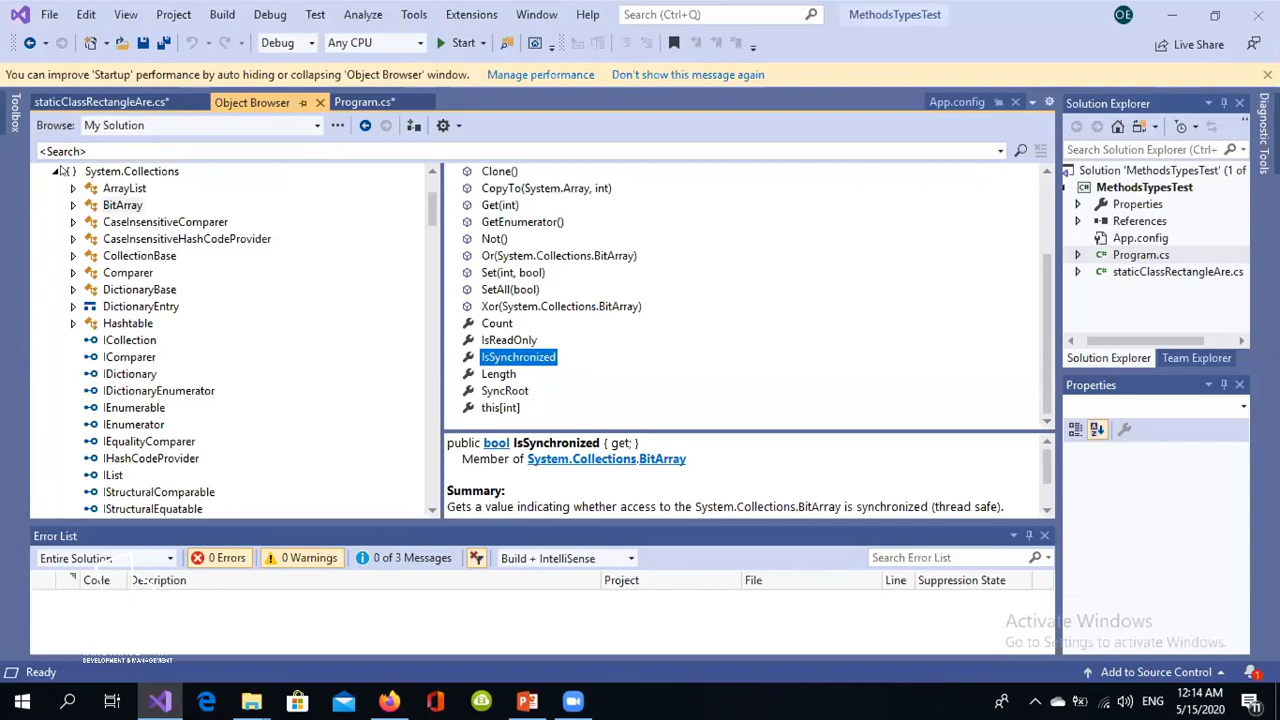 File Edit View Project Build Debug Test Analyze Tools Extensions Window Help Search (Ctrl+Q) MethodsTypesTest OE
Debug Any CPU Start Live Share
You can improve 'Startup' performance by auto hiding or collapsing 'Object Browser' window. Manage performance Don't show this message again
Toolbox
staticClassRectangleAre.cs* Object Browser Program.cs* App.config
Browse: My Solution
<Search>
{} System.Collections
ArrayList
BitArray
CaseInsensitiveComparer
CaseInsensitiveHashCodeProvider
CollectionBase
Comparer
DictionaryBase
DictionaryEntry
Hashtable
ICollection
IComparer
IDictionary
IDictionaryEnumerator
IEnumerable
IEnumerator
IEqualityComparer
IHashCodeProvider
IList
IStructuralComparable
IStructuralEquatable
Clone()
CopyTo(System.Array, int)
Get(int)
GetEnumerator()
Not()
Or(System.Collections.BitArray)
Set(int, bool)
SetAll(bool)
Xor(System.Collections.BitArray)
Count
IsReadOnly
IsSynchronized
Length
SyncRoot
this[int]
public bool IsSynchronized { get; }
Member of System.Collections.BitArray
Summary:
Gets a value indicating whether access to the System.Collections.BitArray is synchronized (thread safe).
Solution Explorer
Search Solution Explorer (Ctrl+
Solution 'MethodsTypesTest' (1 of
MethodsTypesTest
Properties
References
App.config
Program.cs
staticClassRectangleAre.cs
Solution Explorer Team Explorer
Properties
Diagnostic Tools
Error List
Entire Solution 0 Errors 0 Warnings 0 of 3 Messages Build + IntelliSense Search Error List
Code Description Project File Line Suppression State
Activate Windows
Go to Settings to activate Windows.
DEVELOPMENT & MANAGEMENT
Ready Add to Source Control 1
ENG 12:14 AM
5/15/2020 11